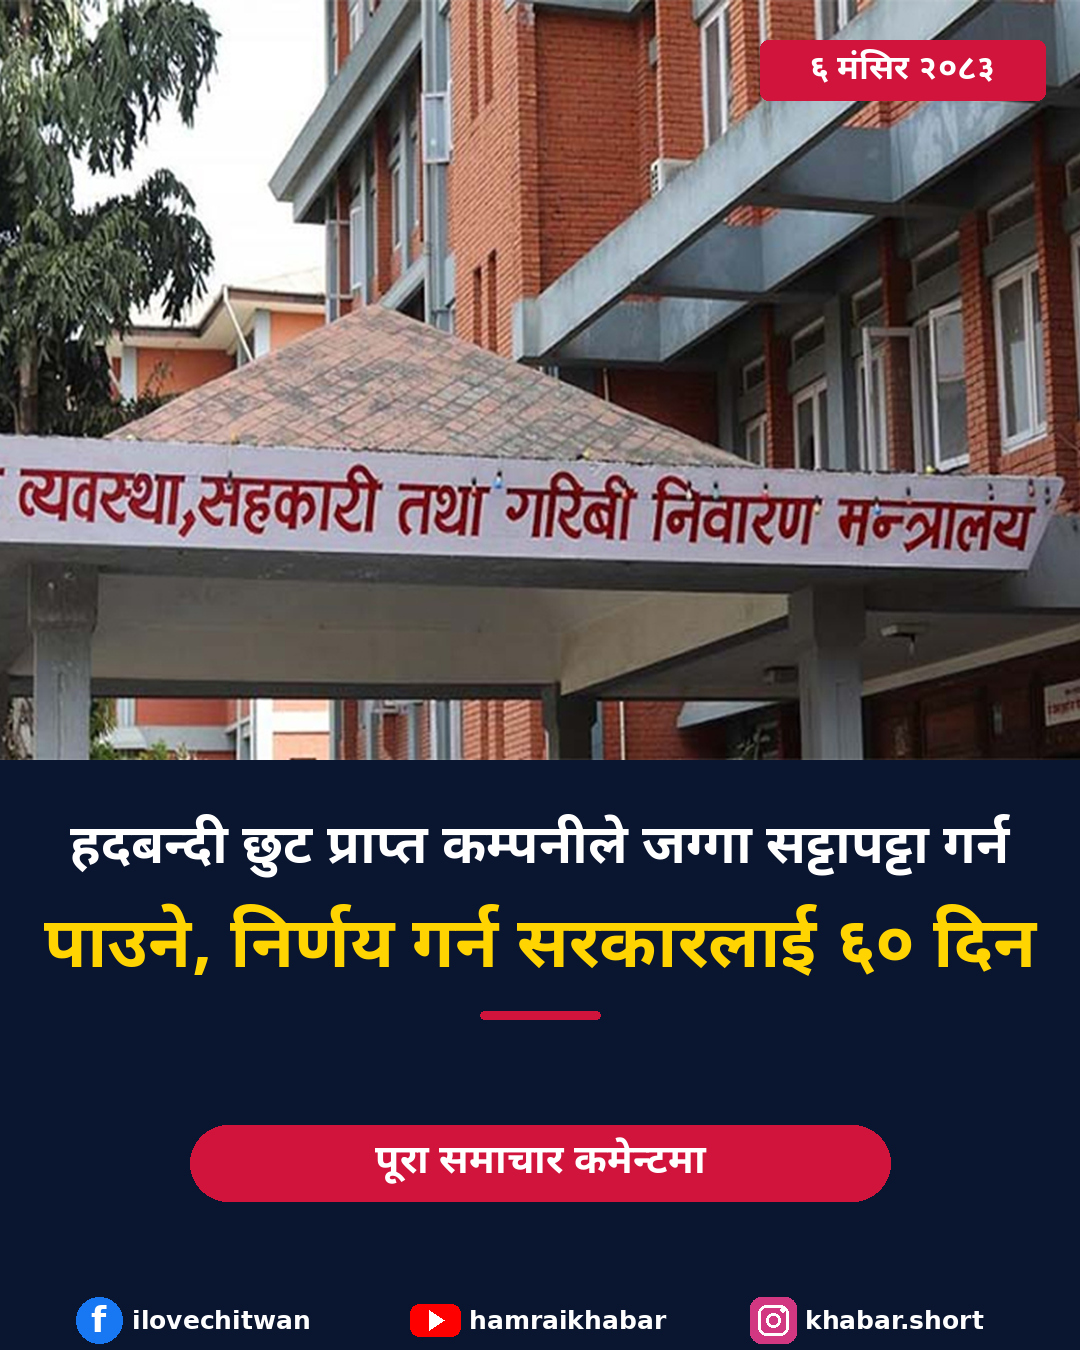 ६ मंसिर २०८३
व्यवस्था,सहकारी तथा गरिबी निवारण मन्त्रालय
हदबन्दी छुट प्राप्त कम्पनीले जग्गा सट्टापट्टा गर्न
पाउने, निर्णय गर्न सरकारलाई ६० दिन
पूरा समाचार कमेन्टमा
ilovechitwan
hamraikhabar
khabar.short